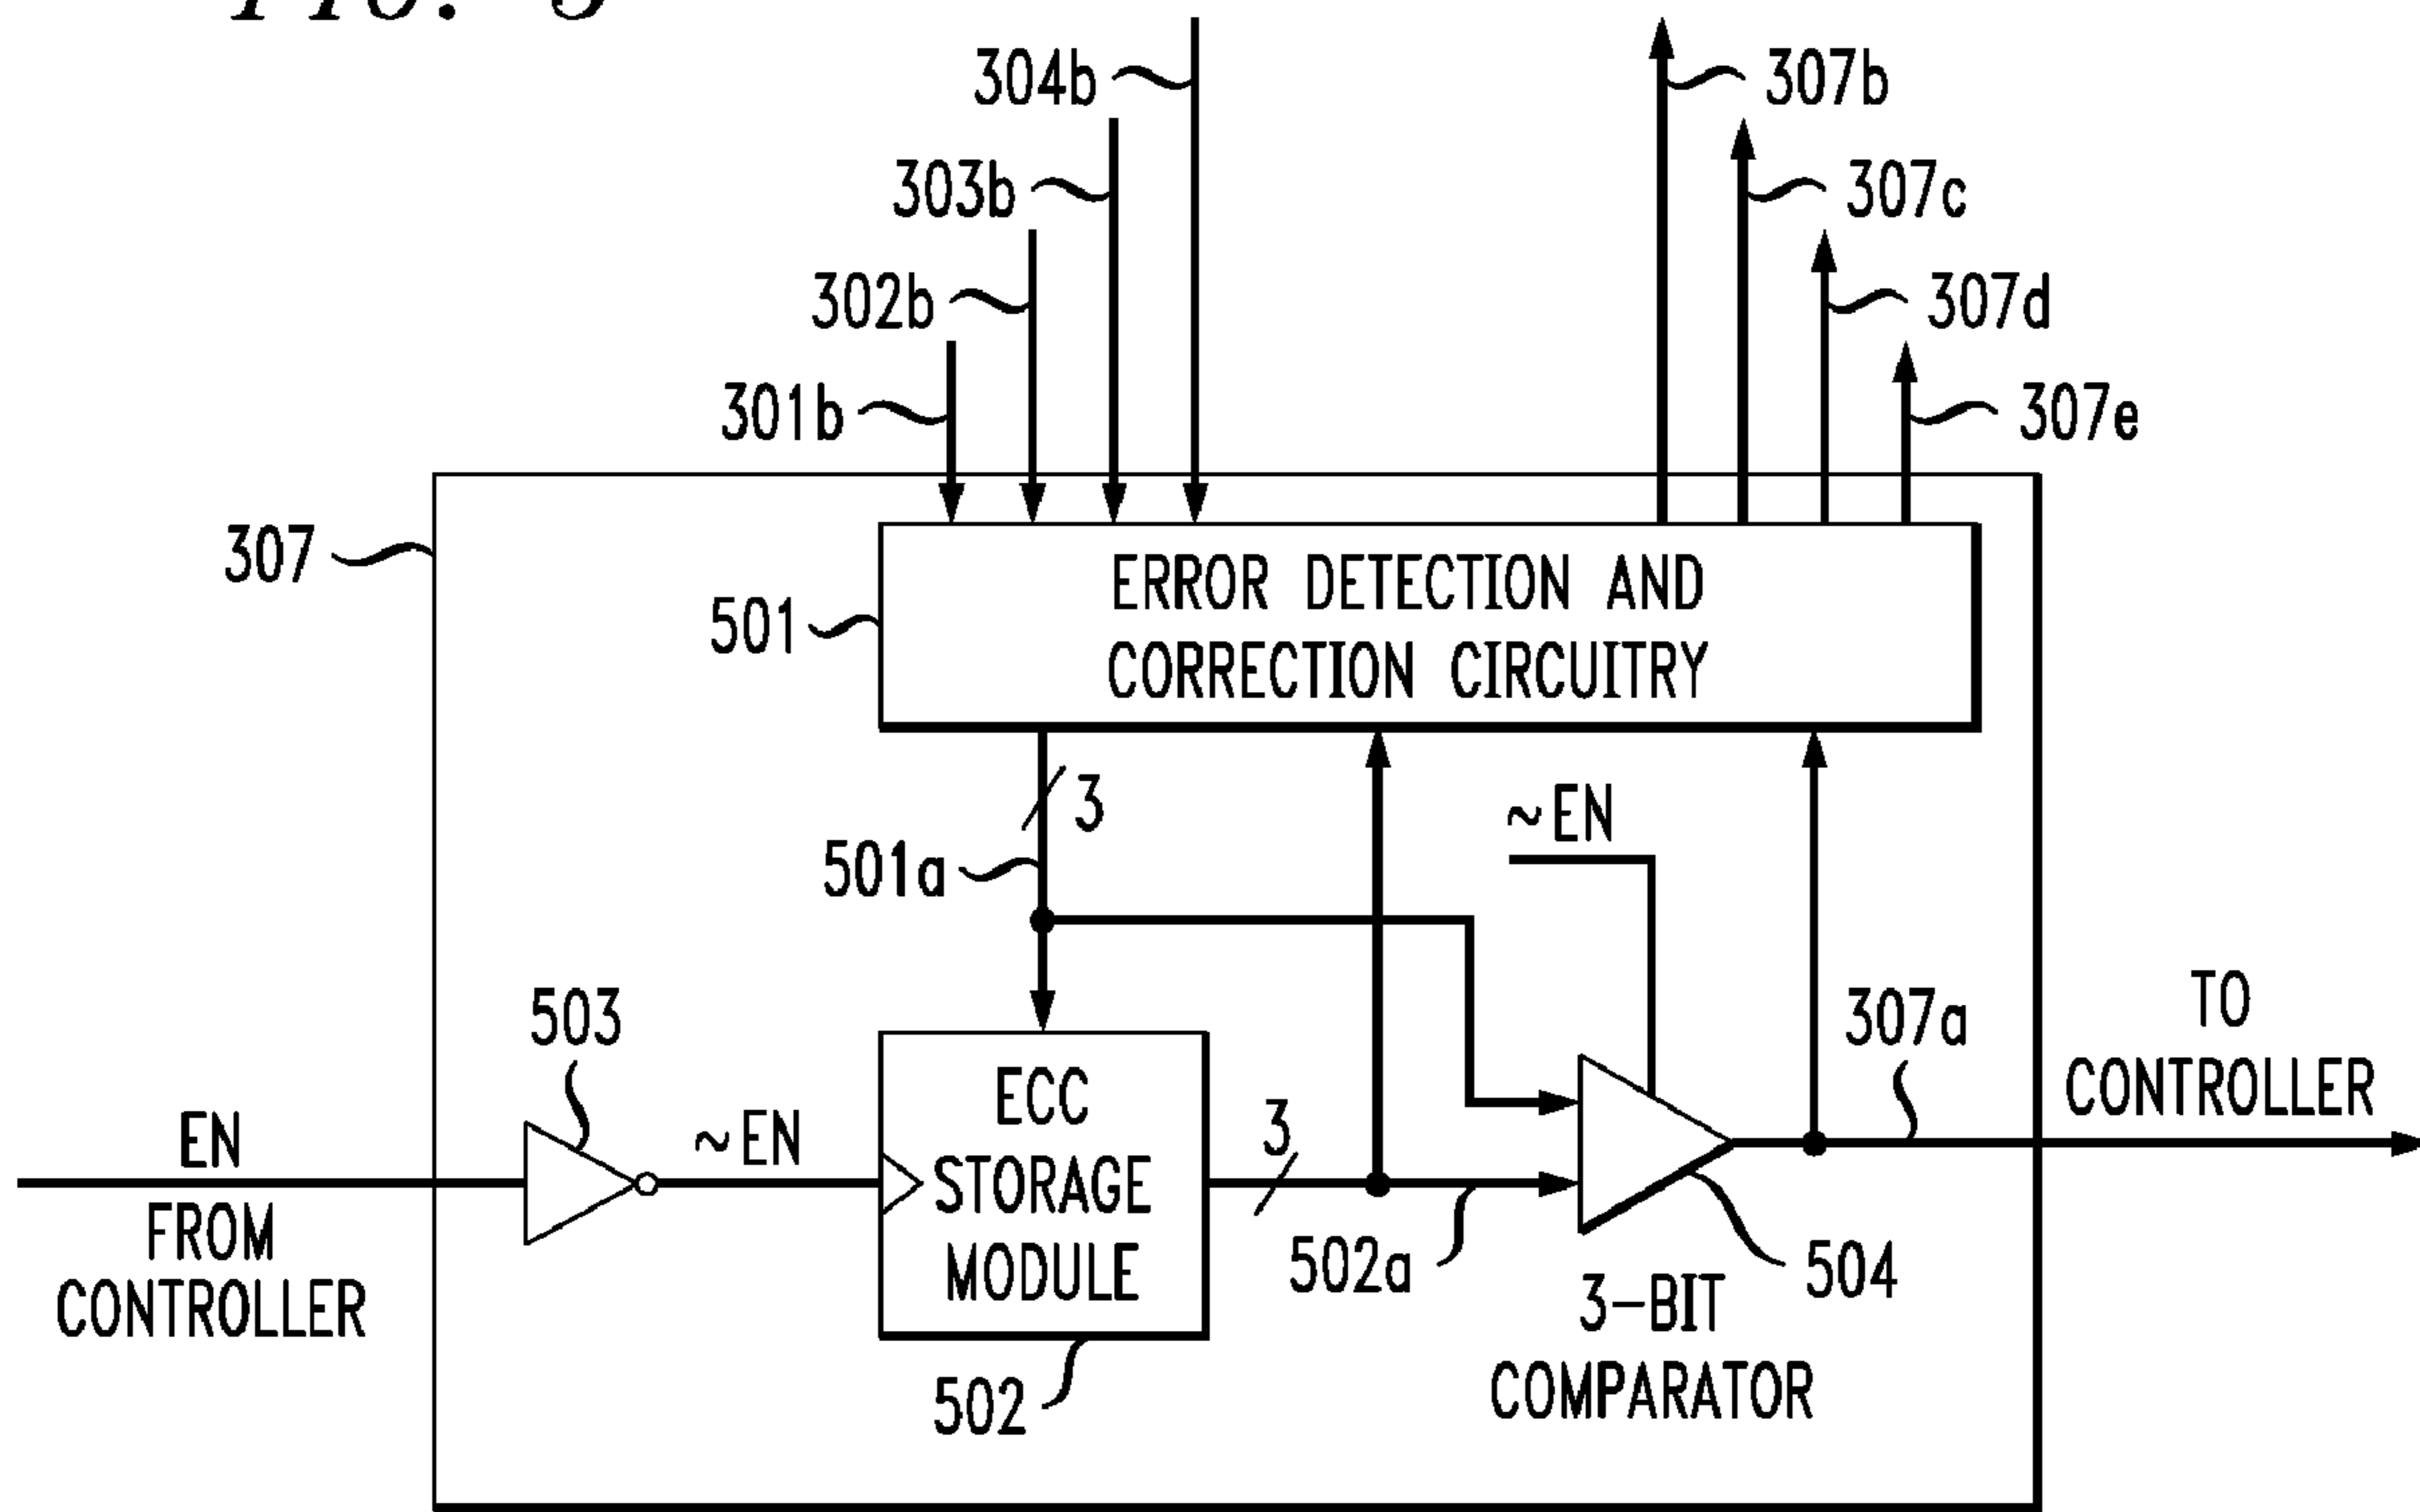 304b
307b
303b
307c
302b
307d
301b
307e
307
501
ERROR DETECTION AND
CORRECTION CIRCUITRY
3
501a
~EN
503
EN
FROM
CONTROLLER
~EN
ECC
STORAGE
MODULE
502
3
502a
3-BIT
COMPARATOR
504
307a
TO
CONTROLLER